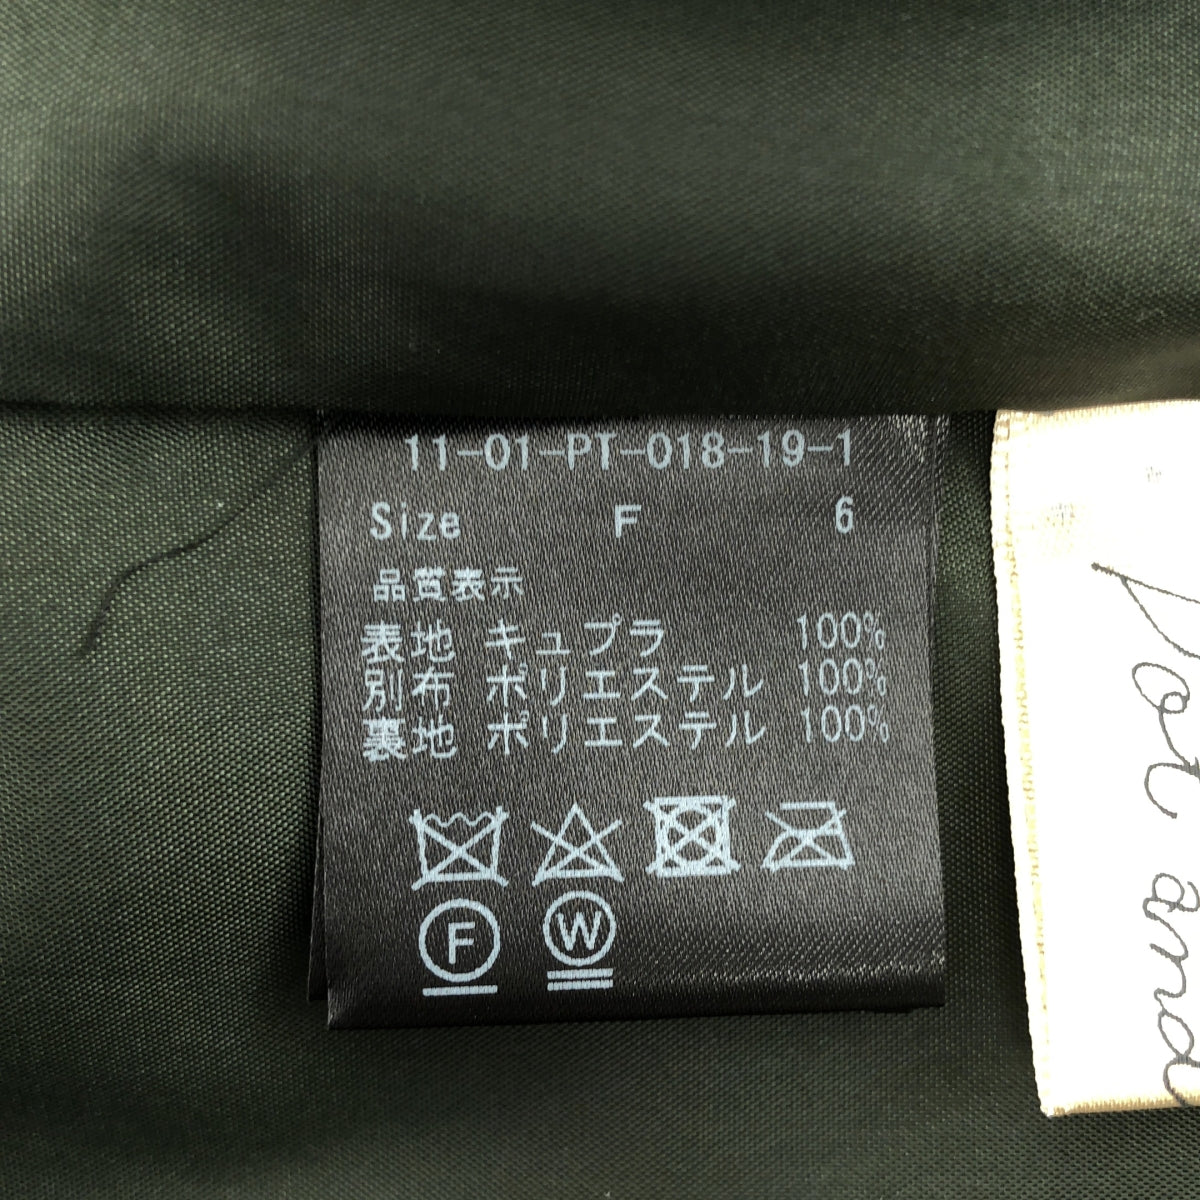 11-01-PT-018-19-1
Size F 6
品質表示
表地 キュプラ 100%
別布 ポリエステル 100%
裏地 ポリエステル 100%
F W
and